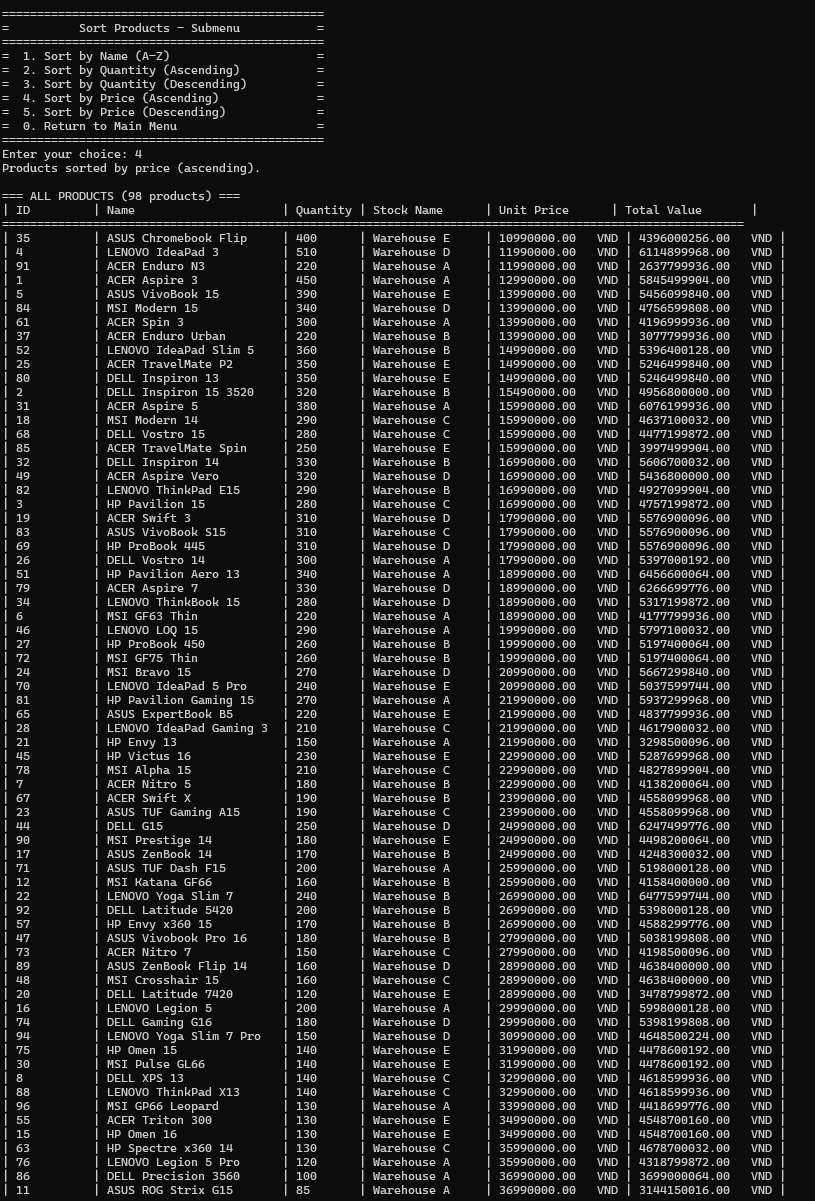 ==============================================
=          Sort Products - Submenu           =
==============================================
=  1. Sort by Name (A-Z)                     =
=  2. Sort by Quantity (Ascending)           =
=  3. Sort by Quantity (Descending)          =
=  4. Sort by Price (Ascending)              =
=  5. Sort by Price (Descending)             =
=  0. Return to Main Menu                    =
==============================================
Enter your choice: 4
Products sorted by price (ascending).
=== ALL PRODUCTS (98 products) ===
| ID | Name | Quantity | Stock Name | Unit Price | Total Value |
==========================================================================================================
| 35 | ASUS Chromebook Flip | 400 | Warehouse E | 10990000.00 VND | 4396000256.00 VND |
| 4 | LENOVO IdeaPad 3 | 510 | Warehouse D | 11990000.00 VND | 6114899968.00 VND |
| 91 | ACER Enduro N3 | 220 | Warehouse A | 11990000.00 VND | 2637799936.00 VND |
| 1 | ACER Aspire 3 | 450 | Warehouse A | 12990000.00 VND | 5845499904.00 VND |
| 5 | ASUS VivoBook 15 | 390 | Warehouse E | 13990000.00 VND | 5456099840.00 VND |
| 84 | MSI Modern 15 | 340 | Warehouse D | 13990000.00 VND | 4756599808.00 VND |
| 61 | ACER Spin 3 | 300 | Warehouse A | 13990000.00 VND | 4196999936.00 VND |
| 37 | ACER Enduro Urban | 220 | Warehouse B | 13990000.00 VND | 3077799936.00 VND |
| 52 | LENOVO IdeaPad Slim 5 | 360 | Warehouse B | 14990000.00 VND | 5396400128.00 VND |
| 25 | ACER TravelMate P2 | 350 | Warehouse E | 14990000.00 VND | 5246499840.00 VND |
| 80 | DELL Inspiron 13 | 350 | Warehouse E | 14990000.00 VND | 5246499840.00 VND |
| 2 | DELL Inspiron 15 3520 | 320 | Warehouse B | 15490000.00 VND | 4956800000.00 VND |
| 31 | ACER Aspire 5 | 380 | Warehouse A | 15990000.00 VND | 6076199936.00 VND |
| 18 | MSI Modern 14 | 290 | Warehouse C | 15990000.00 VND | 4637100032.00 VND |
| 68 | DELL Vostro 15 | 280 | Warehouse C | 15990000.00 VND | 4477199872.00 VND |
| 85 | ACER TravelMate Spin | 250 | Warehouse E | 15990000.00 VND | 3997499904.00 VND |
| 32 | DELL Inspiron 14 | 330 | Warehouse B | 16990000.00 VND | 5606700032.00 VND |
| 49 | ACER Aspire Vero | 320 | Warehouse D | 16990000.00 VND | 5436800000.00 VND |
| 82 | LENOVO ThinkPad E15 | 290 | Warehouse B | 16990000.00 VND | 4927099904.00 VND |
| 3 | HP Pavilion 15 | 280 | Warehouse C | 16990000.00 VND | 4757199872.00 VND |
| 19 | ACER Swift 3 | 310 | Warehouse D | 17990000.00 VND | 5576900096.00 VND |
| 83 | ASUS VivoBook S15 | 310 | Warehouse C | 17990000.00 VND | 5576900096.00 VND |
| 69 | HP ProBook 445 | 310 | Warehouse D | 17990000.00 VND | 5576900096.00 VND |
| 26 | DELL Vostro 14 | 300 | Warehouse A | 17990000.00 VND | 5397000192.00 VND |
| 51 | HP Pavilion Aero 13 | 340 | Warehouse A | 18990000.00 VND | 6456600064.00 VND |
| 79 | ACER Aspire 7 | 330 | Warehouse D | 18990000.00 VND | 6266699776.00 VND |
| 34 | LENOVO ThinkBook 15 | 280 | Warehouse D | 18990000.00 VND | 5317199872.00 VND |
| 6 | MSI GF63 Thin | 220 | Warehouse A | 18990000.00 VND | 4177799936.00 VND |
| 46 | LENOVO LOQ 15 | 290 | Warehouse A | 19990000.00 VND | 5797100032.00 VND |
| 27 | HP ProBook 450 | 260 | Warehouse B | 19990000.00 VND | 5197400064.00 VND |
| 72 | MSI GF75 Thin | 260 | Warehouse B | 19990000.00 VND | 5197400064.00 VND |
| 24 | MSI Bravo 15 | 270 | Warehouse D | 20990000.00 VND | 5667299840.00 VND |
| 70 | LENOVO IdeaPad 5 Pro | 240 | Warehouse E | 20990000.00 VND | 5037599744.00 VND |
| 81 | HP Pavilion Gaming 15 | 270 | Warehouse A | 21990000.00 VND | 5937299968.00 VND |
| 65 | ASUS ExpertBook B5 | 220 | Warehouse E | 21990000.00 VND | 4837799936.00 VND |
| 28 | LENOVO IdeaPad Gaming 3 | 210 | Warehouse C | 21990000.00 VND | 4617900032.00 VND |
| 21 | HP Envy 13 | 150 | Warehouse A | 21990000.00 VND | 3298500096.00 VND |
| 45 | HP Victus 16 | 230 | Warehouse E | 22990000.00 VND | 5287699968.00 VND |
| 78 | MSI Alpha 15 | 210 | Warehouse C | 22990000.00 VND | 4827899904.00 VND |
| 7 | ACER Nitro 5 | 180 | Warehouse B | 22990000.00 VND | 4138200064.00 VND |
| 67 | ACER Swift X | 190 | Warehouse B | 23990000.00 VND | 4558099968.00 VND |
| 23 | ASUS TUF Gaming A15 | 190 | Warehouse C | 23990000.00 VND | 4558099968.00 VND |
| 44 | DELL G15 | 250 | Warehouse D | 24990000.00 VND | 6247499776.00 VND |
| 90 | MSI Prestige 14 | 180 | Warehouse E | 24990000.00 VND | 4498200064.00 VND |
| 17 | ASUS ZenBook 14 | 170 | Warehouse B | 24990000.00 VND | 4248300032.00 VND |
| 71 | ASUS TUF Dash F15 | 200 | Warehouse A | 25990000.00 VND | 5198000128.00 VND |
| 12 | MSI Katana GF66 | 160 | Warehouse B | 25990000.00 VND | 4158400000.00 VND |
| 22 | LENOVO Yoga Slim 7 | 240 | Warehouse B | 26990000.00 VND | 6477599744.00 VND |
| 92 | DELL Latitude 5420 | 200 | Warehouse B | 26990000.00 VND | 5398000128.00 VND |
| 57 | HP Envy x360 15 | 170 | Warehouse B | 26990000.00 VND | 4588299776.00 VND |
| 47 | ASUS Vivobook Pro 16 | 180 | Warehouse B | 27990000.00 VND | 5038199808.00 VND |
| 73 | ACER Nitro 7 | 150 | Warehouse C | 27990000.00 VND | 4198500096.00 VND |
| 89 | ASUS ZenBook Flip 14 | 160 | Warehouse D | 28990000.00 VND | 4638400000.00 VND |
| 48 | MSI Crosshair 15 | 160 | Warehouse C | 28990000.00 VND | 4638400000.00 VND |
| 20 | DELL Latitude 7420 | 120 | Warehouse E | 28990000.00 VND | 3478799872.00 VND |
| 16 | LENOVO Legion 5 | 200 | Warehouse A | 29990000.00 VND | 5998000128.00 VND |
| 74 | DELL Gaming G16 | 180 | Warehouse D | 29990000.00 VND | 5398199808.00 VND |
| 94 | LENOVO Yoga Slim 7 Pro | 150 | Warehouse D | 30990000.00 VND | 4648500224.00 VND |
| 75 | HP Omen 15 | 140 | Warehouse E | 31990000.00 VND | 4478600192.00 VND |
| 30 | MSI Pulse GL66 | 140 | Warehouse E | 31990000.00 VND | 4478600192.00 VND |
| 8 | DELL XPS 13 | 140 | Warehouse C | 32990000.00 VND | 4618599936.00 VND |
| 88 | LENOVO ThinkPad X13 | 140 | Warehouse C | 32990000.00 VND | 4618599936.00 VND |
| 96 | MSI GP66 Leopard | 130 | Warehouse A | 33990000.00 VND | 4418699776.00 VND |
| 55 | ACER Triton 300 | 130 | Warehouse E | 34990000.00 VND | 4548700160.00 VND |
| 15 | HP Omen 16 | 130 | Warehouse E | 34990000.00 VND | 4548700160.00 VND |
| 63 | HP Spectre x360 14 | 130 | Warehouse C | 35990000.00 VND | 4678700032.00 VND |
| 76 | LENOVO Legion 5 Pro | 120 | Warehouse A | 35990000.00 VND | 4318799872.00 VND |
| 86 | DELL Precision 3560 | 100 | Warehouse A | 36990000.00 VND | 3699000064.00 VND |
| 11 | ASUS ROG Strix G15 | 85 | Warehouse A | 36990000.00 VND | 3144150016.00 VND |